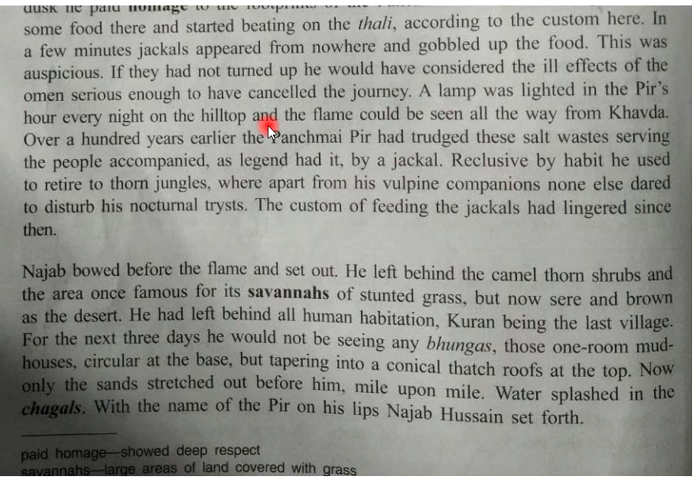 dusk he paid homage to the footprints of the
some food there and started beating on the thali, according to the custom here. In
a few minutes jackals appeared from nowhere and gobbled up the food. This was
auspicious. If they had not turned up he would have considered the ill effects of the
omen serious enough to have cancelled the journey. A lamp was lighted in the Pir's
hour every night on the hilltop and the flame could be seen all the way from Khavda.
Over a hundred years earlier the Panchmai Pir had trudged these salt wastes serving
the people accompanied, as legend had it, by a jackal. Reclusive by habit he used
to retire to thorn jungles, where apart from his vulpine companions none else dared
to disturb his nocturnal trysts. The custom of feeding the jackals had lingered since
then.
Najab bowed before the flame and set out. He left behind the camel thorn shrubs and
the area once famous for its savannahs of stunted grass, but now sere and brown
as the desert. He had left behind all human habitation, Kuran being the last village.
For the next three days he would not be seeing any bhungas, those one-room mud-
houses, circular at the base, but tapering into a conical thatch roofs at the top. Now
only the sands stretched out before him, mile upon mile. Water splashed in the
chagals. With the name of the Pir on his lips Najab Hussain set forth.
paid homage—showed deep respect
savannahs—large areas of land covered with grass